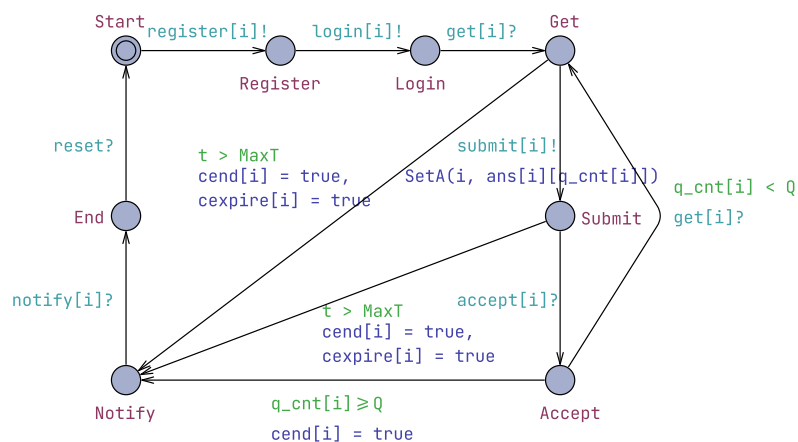 Start
Get
register[i]!
login[i]!
get[i]?
Register
Login
reset?
t > MaxT
cend[i] = true,
cexpire[i] = true
submit[i]!
SetA(i, ans[i][q_cnt[i]])
q_cnt[i] < Q
get[i]?
End
Submit
notify[i]?
accept[i]?
t > MaxT
cend[i] = true,
cexpire[i] = true
Notify
Accept
q_cnt[i]⩾Q
cend[i] = true